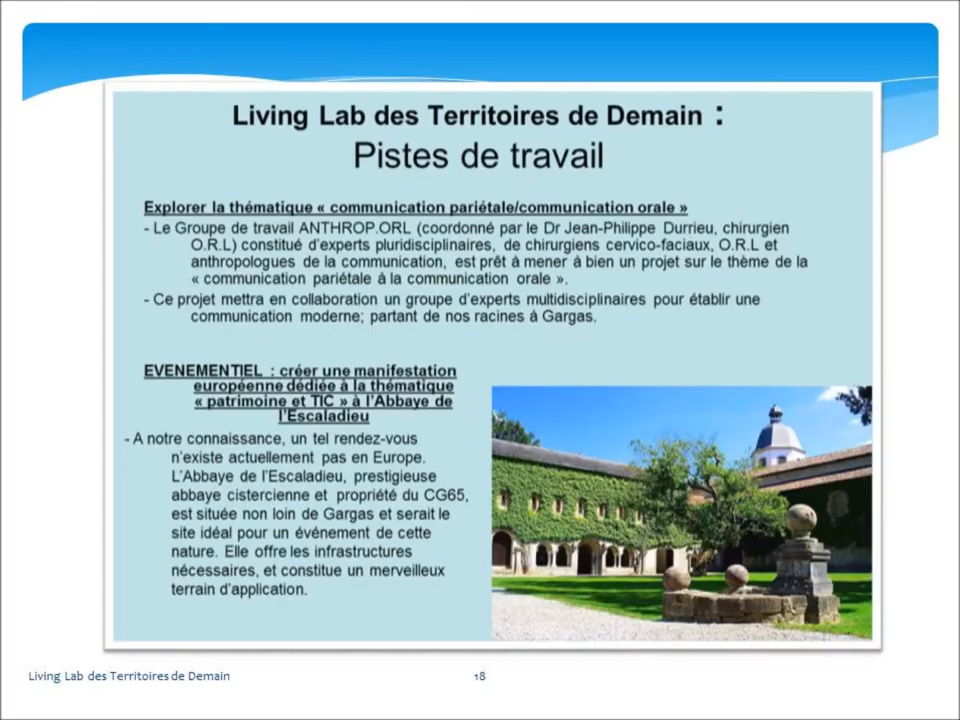 Living Lab des Territoires de Demain :
Pistes de travail
Explorer la thématique « communication pariétale/communication orale »
- Le Groupe de travail ANTHROP.ORL (coordonné par le Dr Jean-Philippe Durrieu, chirurgien
O.R.L) constitué d'experts pluridisciplinaires, de chirurgiens cervico-faciaux, O.R.L et
anthropologues de la communication, est prêt à mener à bien un projet sur le thème de la
« communication pariétale à la communication orale ».
- Ce projet mettra en collaboration un groupe d'experts multidisciplinaires pour établir une
communication moderne; partant de nos racines à Gargas.
EVENEMENTIEL : créer une manifestation
européenne dédiée à la thématique
« patrimoine et TIC » à l'Abbaye de
l'Escaladieu
- A notre connaissance, un tel rendez-vous
n'existe actuellement pas en Europe.
L'Abbaye de l'Escaladieu, prestigieuse
abbaye cistercienne et propriété du CG65,
est située non loin de Gargas et serait le
site idéal pour un événement de cette
nature. Elle offre les infrastructures
nécessaires, et constitue un merveilleux
terrain d'application.
Living Lab des Territoires de Demain
18